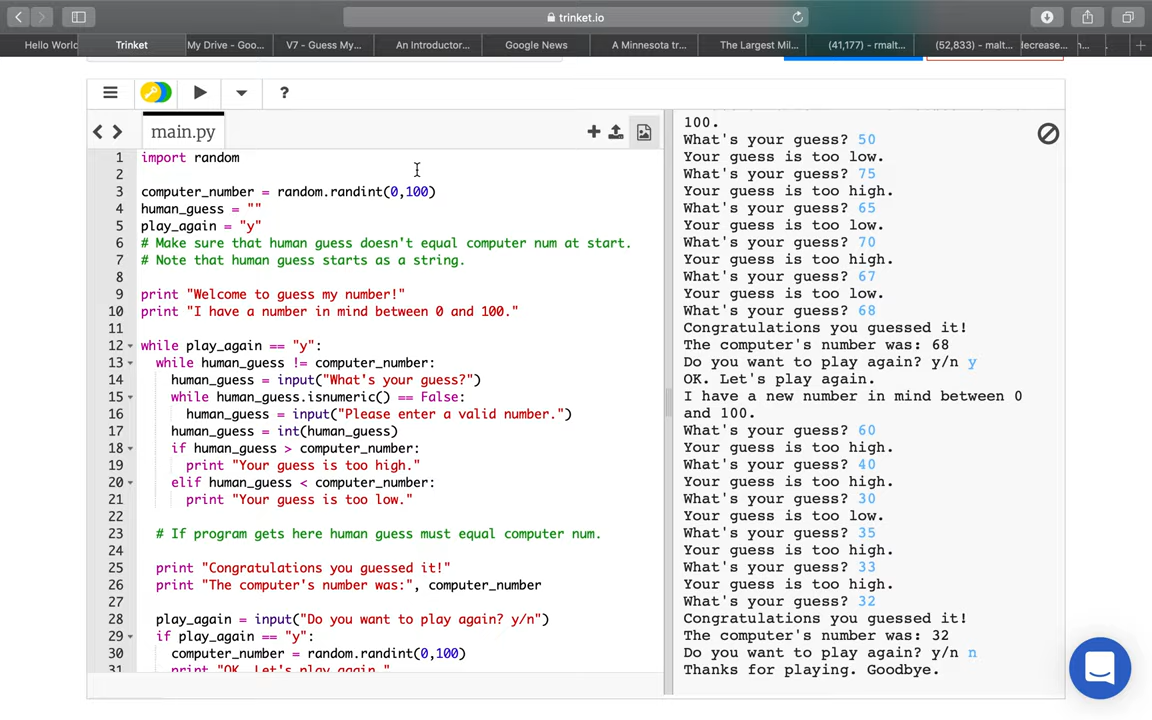 trinket.io
Hello World
Trinket
My Drive - Goo...
V7 - Guess My...
An Introductor...
Google News
A Minnesota tr...
The Largest Mil...
(41,177) - rmalt...
(52,833) - malt...
decrease...
...
?
main.py
1 import random
2
3 computer_number = random.randint(0,100)
4 human_guess = ""
5 play_again = "y"
6 # Make sure that human guess doesn't equal computer num at start.
7 # Note that human guess starts as a string.
8
9 print "Welcome to guess my number!"
10 print "I have a number in mind between 0 and 100."
11
12 while play_again == "y":
13 while human_guess != computer_number:
14 human_guess = input("What's your guess?")
15 while human_guess.isnumeric() == False:
16 human_guess = input("Please enter a valid number.")
17 human_guess = int(human_guess)
18 if human_guess > computer_number:
19 print "Your guess is too high."
20 elif human_guess < computer_number:
21 print "Your guess is too low."
22
23 # If program gets here human guess must equal computer num.
24
25 print "Congratulations you guessed it!"
26 print "The computer's number was:", computer_number
27
28 play_again = input("Do you want to play again? y/n")
29 if play_again == "y":
30 computer_number = random.randint(0,100)
31 print "OK. Let's play again."
100.
What's your guess? 50
Your guess is too low.
What's your guess? 75
Your guess is too high.
What's your guess? 65
Your guess is too low.
What's your guess? 70
Your guess is too high.
What's your guess? 67
Your guess is too low.
What's your guess? 68
Congratulations you guessed it!
The computer's number was: 68
Do you want to play again? y/n y
OK. Let's play again.
I have a new number in mind between 0
and 100.
What's your guess? 60
Your guess is too high.
What's your guess? 40
Your guess is too high.
What's your guess? 30
Your guess is too low.
What's your guess? 35
Your guess is too high.
What's your guess? 33
Your guess is too high.
What's your guess? 32
Congratulations you guessed it!
The computer's number was: 32
Do you want to play again? y/n n
Thanks for playing. Goodbye.